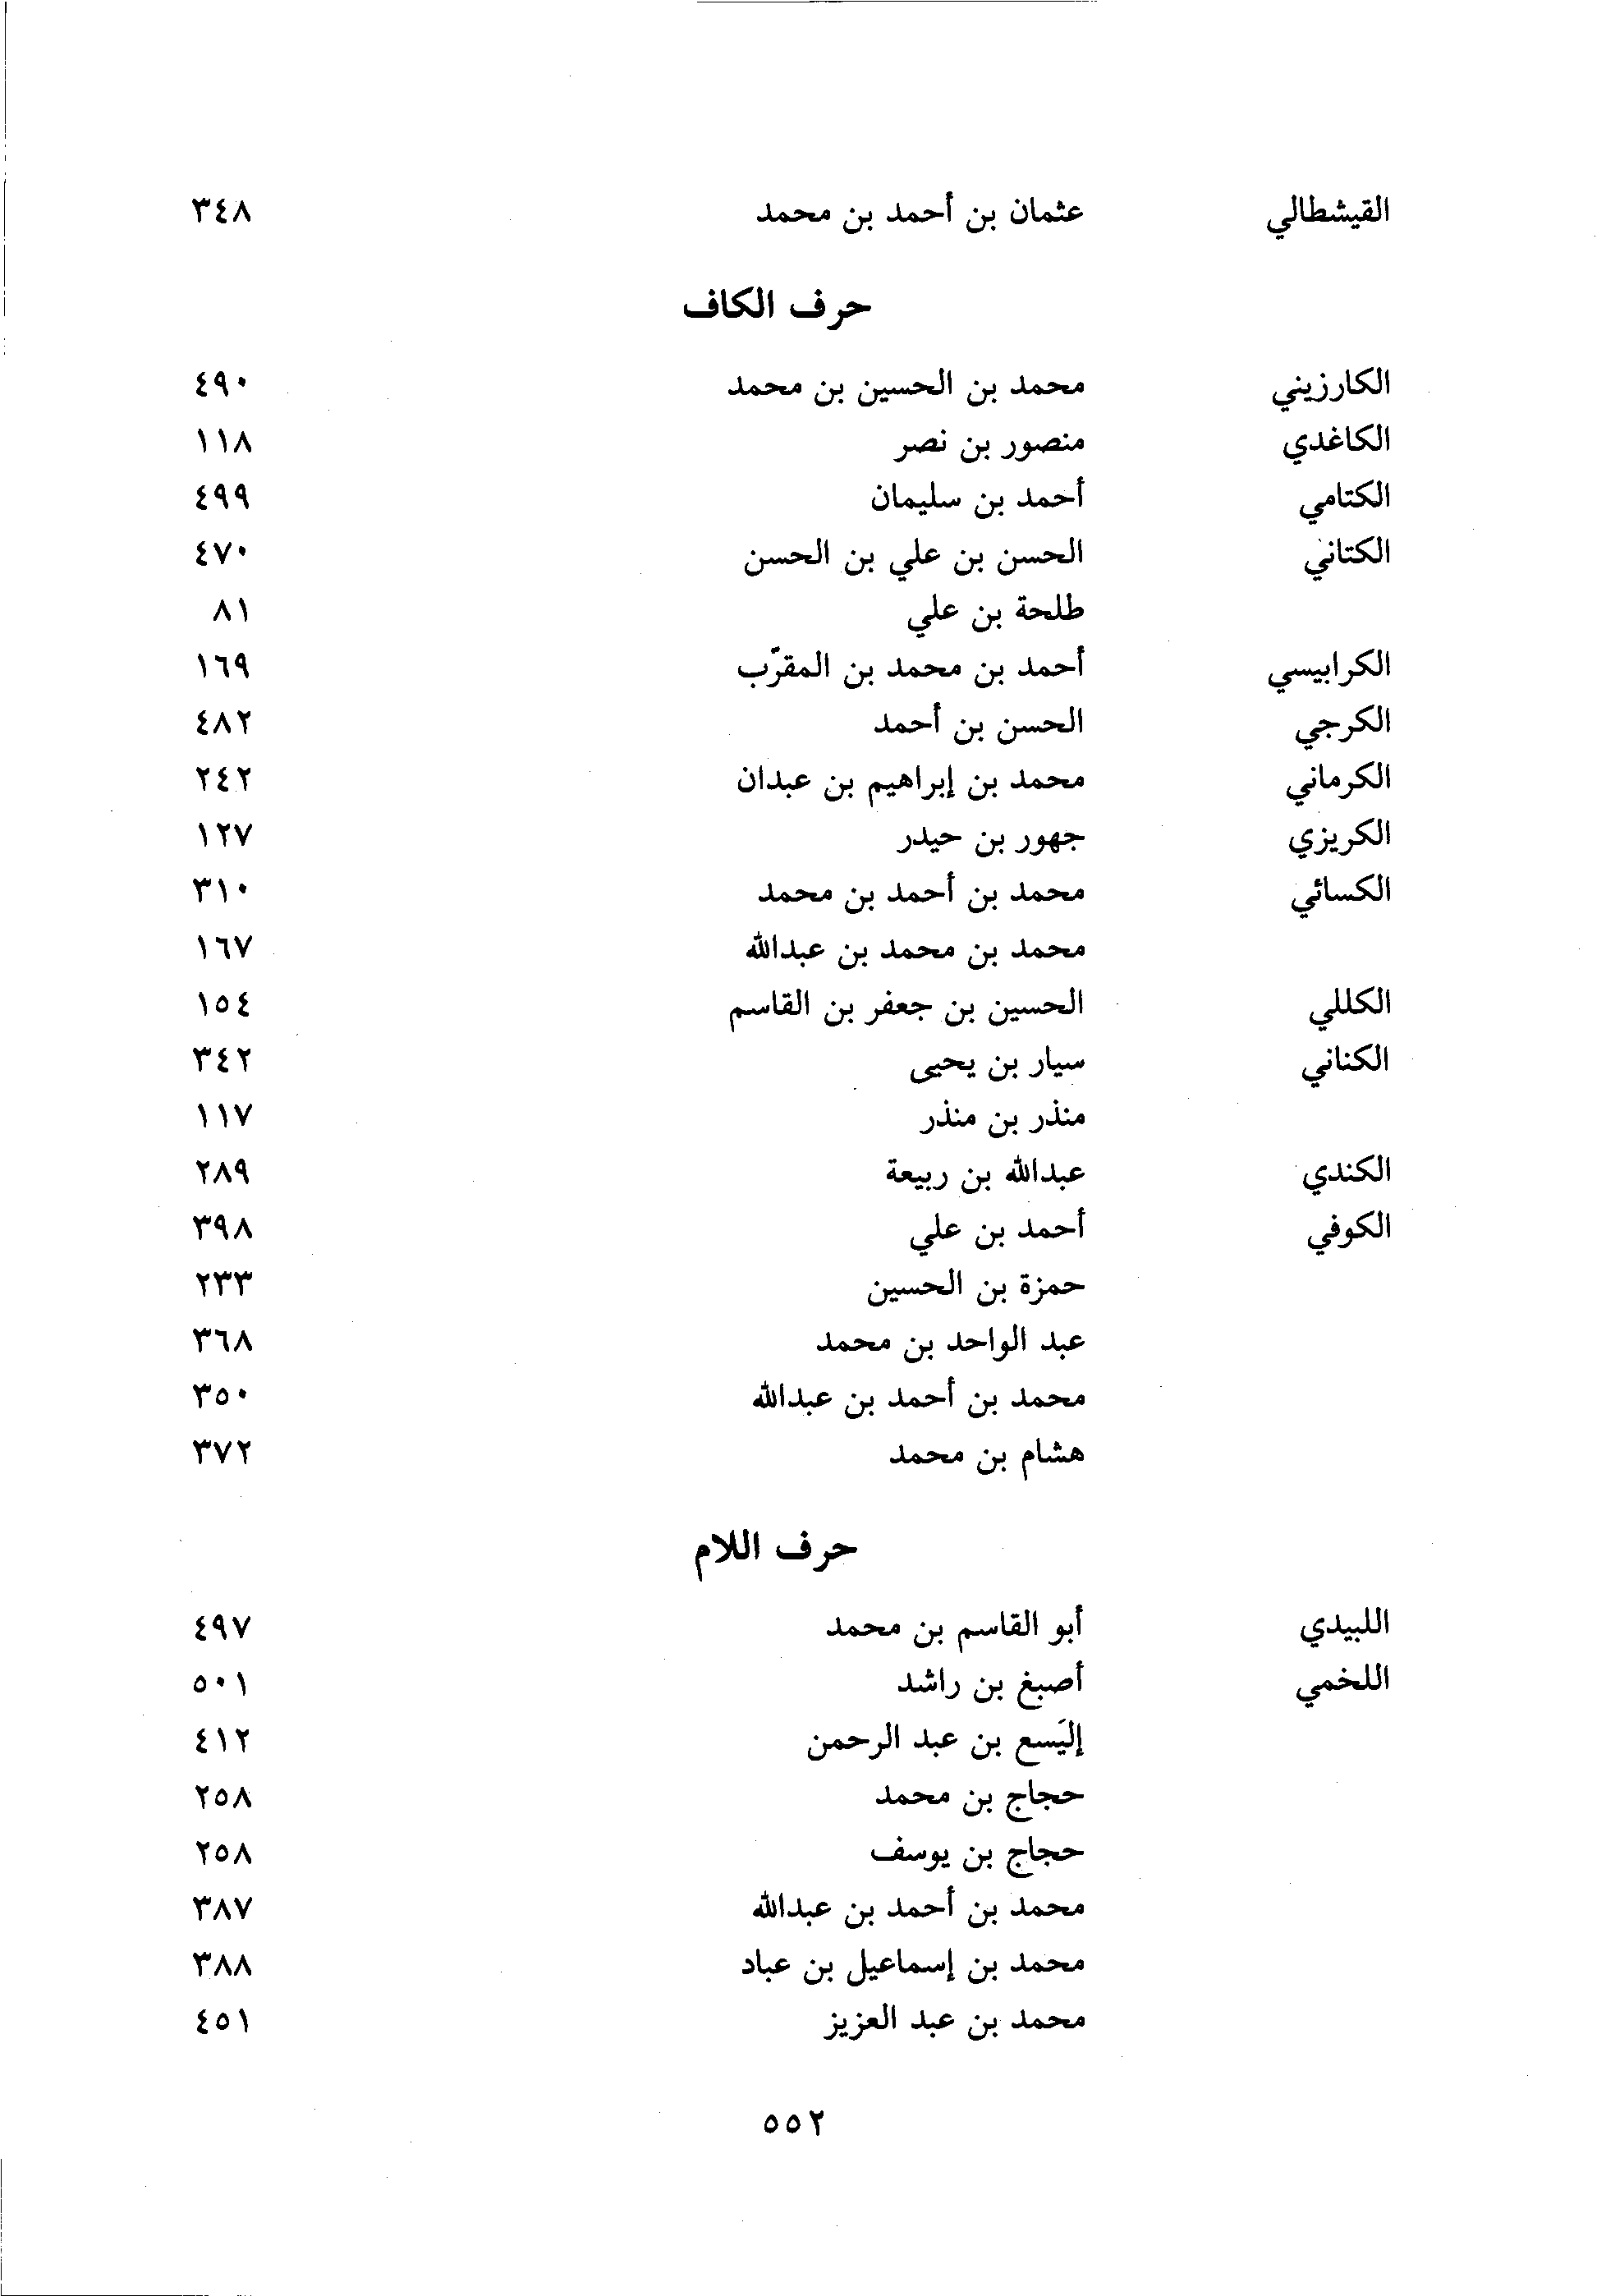 القيشطالي عثمان بن أحمد بن محمد ٣٤٨
حرف الكاف
الكارزيني محمد بن الحسين بن محمد ٤٩٠
الكاغدي منصور بن نصر ١١٨
الكتامي أحمد بن سليمان ٤٩٩
الكتاني الحسن بن علي بن الحسن ٤٧٠
طلحة بن علي ٨١
الكرابيسي أحمد بن محمد بن المقرّب ١٦٩
الكرجي الحسن بن أحمد ٤٨٢
الكرماني محمد بن إبراهيم بن عبدان ٢٤٢
الكريزي جهور بن حيدر ١٢٧
الكسائي محمد بن أحمد بن محمد ٣١٠
محمد بن محمد بن عبدالله ١٦٧
الكللي الحسين بن جعفر بن القاسم ١٥٤
الكناني سيار بن يحيى ٣٤٢
منذر بن منذر ١١٧
الكندي عبدالله بن ربيعة ٢٨٩
الكوفي أحمد بن علي ٣٩٨
حمزة بن الحسين ٢٣٣
عبد الواحد بن محمد ٣٦٨
محمد بن أحمد بن عبدالله ٣٥٠
هشام بن محمد ٣٧٢
حرف اللام
اللبيدي أبو القاسم بن محمد ٤٩٧
اللخمي أصبغ بن راشد ٥٠١
إليَسع بن عبد الرحمن ٤١٢
حجاج بن محمد ٢٥٨
حجاج بن يوسف ٢٥٨
محمد بن أحمد بن عبدالله ٣٨٧
محمد بن إسماعيل بن عباد ٣٨٨
محمد بن عبد العزيز ٤٥١
٥٥٢